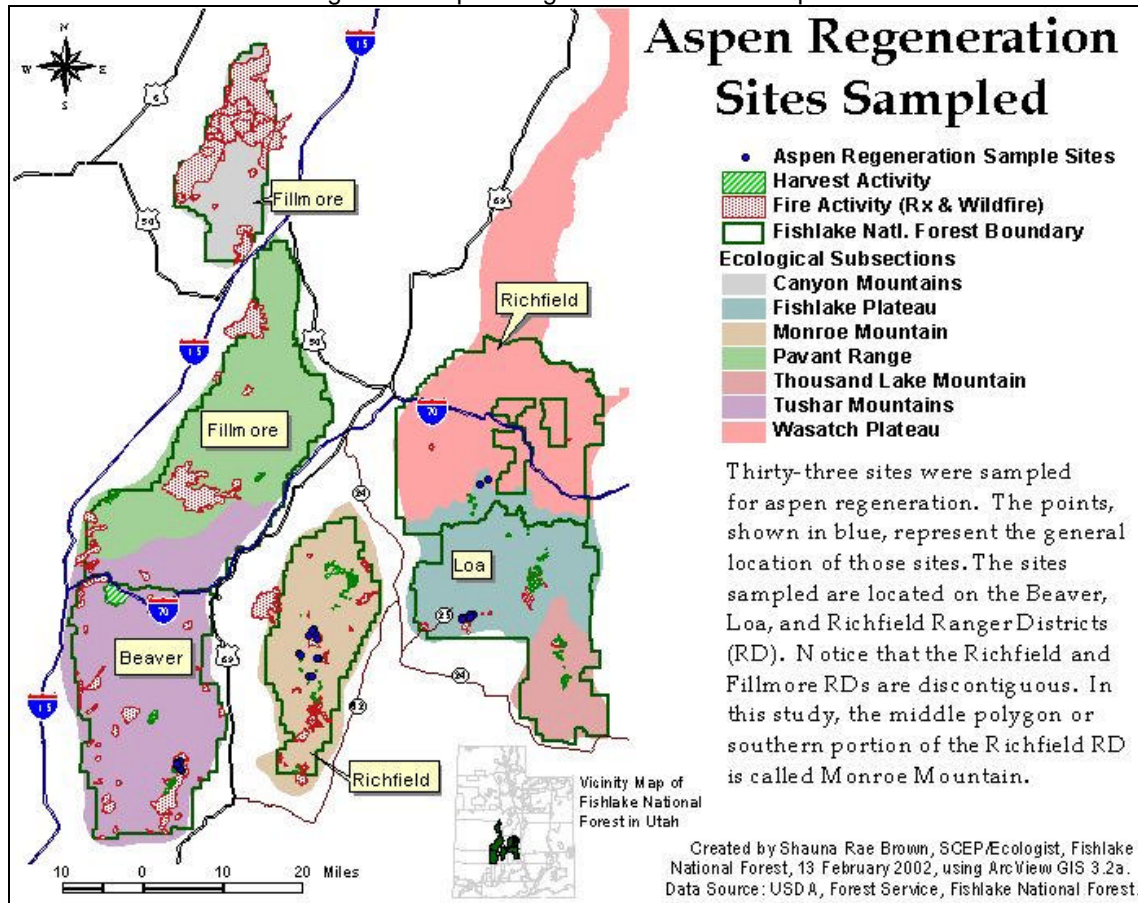 Aspen Regeneration
Sites Sampled
Aspen Regeneration Sample Sites
Harvest Activity
Fire Activity (Rx & Wildfire)
Fishlake Natl. Forest Boundary
Ecological Subsections
Canyon Mountains
Fishlake Plateau
Monroe Mountain
Pavant Range
Thousand Lake Mountain
Tushar Mountains
Wasatch Plateau
Thirty-three sites were sampled
for aspen regeneration. The points,
shown in blue, represent the general
location of those sites. The sites
sampled are located on the Beaver,
Loa, and Richfield Ranger Districts
(RD). Notice that the Richfield and
Fillmore RDs are discontiguous. In
this study, the middle polygon or
southern portion of the Richfield RD
is called Monroe Mountain.
Created by Shauna Rae Brown, SCEP/Ecologist, Fishlake
National Forest, 13 February 2002, using ArcView GIS 3.2a.
Data Source: USDA, Forest Service, Fishlake National Forest.
N
W E
S
6
15
Fillmore
50
89
Richfield
15
50
70
Fillmore
24
Loa
25
70
Beaver
89
24
62
15
Richfield
Vicinity Map of
Fishlake National
Forest in Utah
10 0 10 20 Miles